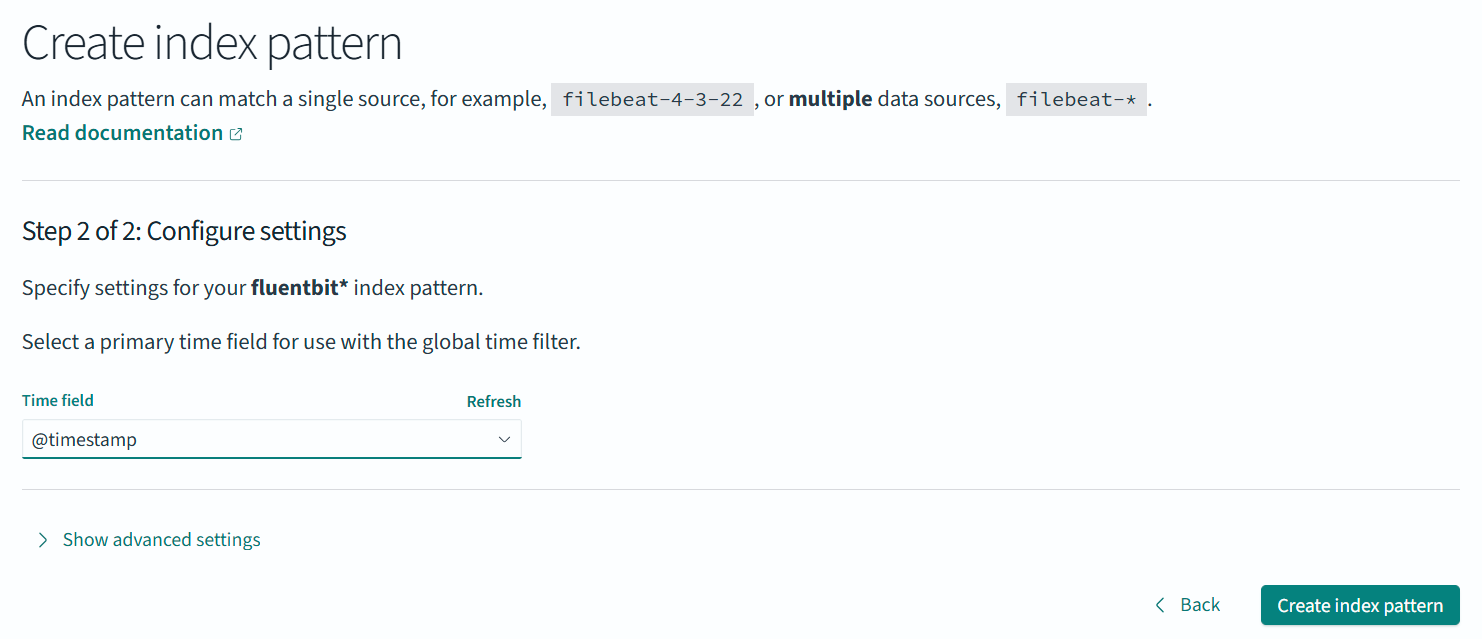 Create index pattern
An index pattern can match a single source, for example, filebeat-4-3-22 , or multiple data sources, filebeat-* .
Read documentation
Step 2 of 2: Configure settings
Specify settings for your fluentbit* index pattern.
Select a primary time field for use with the global time filter.
Time field Refresh
@timestamp
Show advanced settings
Back Create index pattern